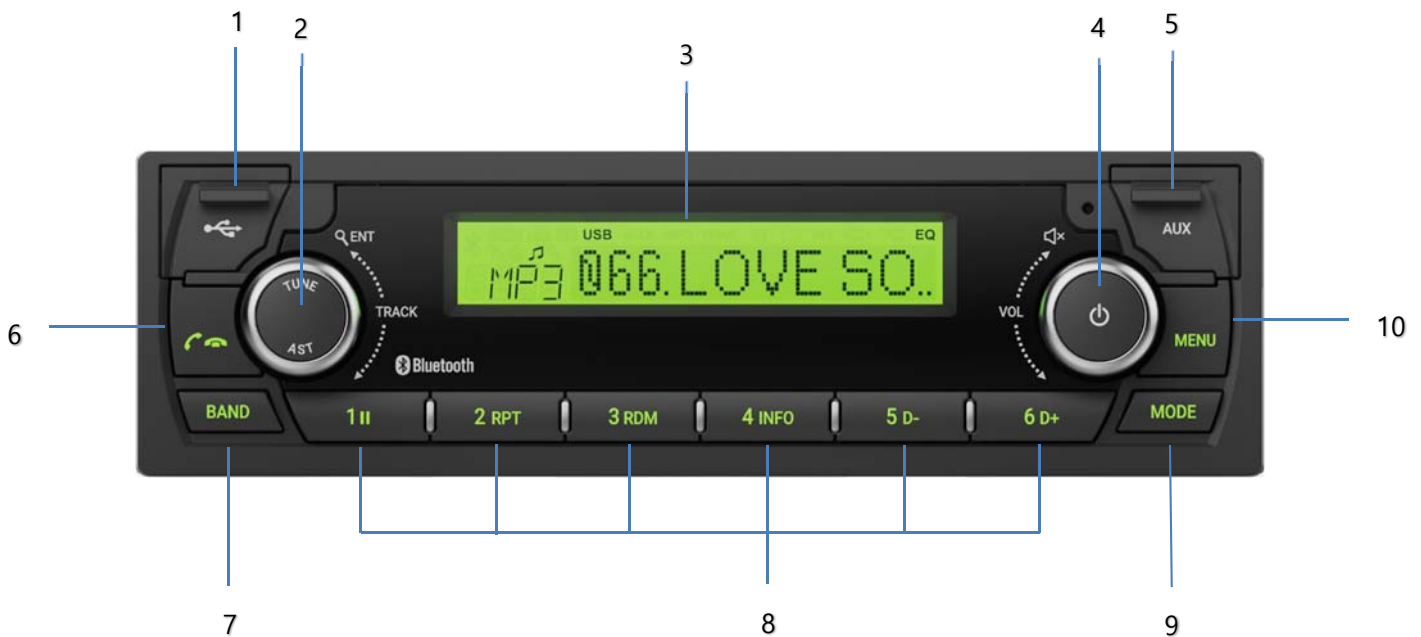 1
2
3
4
5
ENT
TUNE
AST
TRACK
Bluetooth
USB
EQ
MP3
066.LOVE SO..
VOL
AUX
MENU
6
10
BAND
1
2 RPT
3 RDM
4 INFO
5 D-
6 D+
MODE
7
8
9